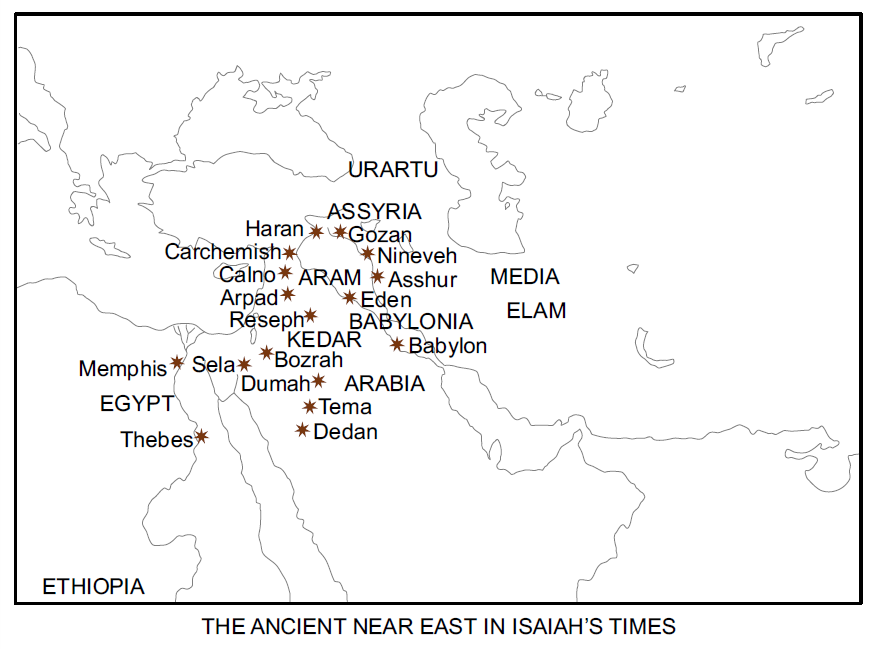 URARTU
ASSYRIA
Haran
Gozan
Carchemish
Nineveh
Calno
ARAM
Asshur
MEDIA
Arpad
Eden
ELAM
Reseph
BABYLONIA
KEDAR
Babylon
Memphis
Sela
Bozrah
Dumah
ARABIA
EGYPT
Tema
Thebes
Dedan
ETHIOPIA
THE ANCIENT NEAR EAST IN ISAIAH'S TIMES